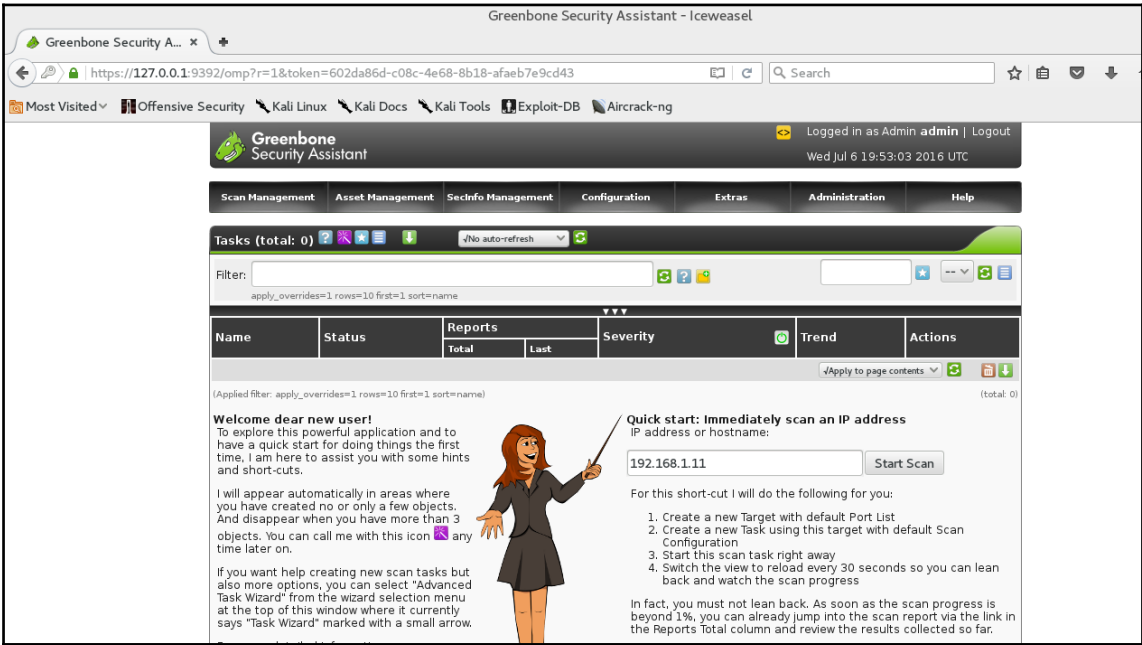 Greenbone Security Assistant - Iceweasel
Greenbone Security A... ×
https://127.0.0.1:9392/omp?r=1&token=602da86d-c08c-4e68-8b18-afaeb7e9cd43 Search
Most Visited Offensive Security Kali Linux Kali Docs Kali Tools Exploit-DB Aircrack-ng
Greenbone
Security Assistant
Logged in as Admin admin | Logout
Wed Jul 6 19:53:03 2016 UTC
Scan Management Asset Management SecInfo Management Configuration Extras Administration Help
Tasks (total: 0) √No auto-refresh
Filter: --
apply_overrides=1 rows=10 first=1 sort=name
Name Status Reports Severity Trend Actions
Total Last
√Apply to page contents
(Applied filter: apply_overrides=1 rows=10 first=1 sort=name) (total: 0)
Welcome dear new user!
To explore this powerful application and to
have a quick start for doing things the first
time, I am here to assist you with some hints
and short-cuts.
I will appear automatically in areas where
you have created no or only a few objects.
And disappear when you have more than 3
objects. You can call me with this icon any
time later on.
If you want help creating new scan tasks but
also more options, you can select "Advanced
Task Wizard" from the wizard selection menu
at the top of this window where it currently
says "Task Wizard" marked with a small arrow.
Quick start: Immediately scan an IP address
IP address or hostname:
192.168.1.11 Start Scan
For this short-cut I will do the following for you:
1. Create a new Target with default Port List
2. Create a new Task using this target with default Scan
Configuration
3. Start this scan task right away
4. Switch the view to reload every 30 seconds so you can lean
back and watch the scan progress
In fact, you must not lean back. As soon as the scan progress is
beyond 1%, you can already jump into the scan report via the link in
the Reports Total column and review the results collected so far.